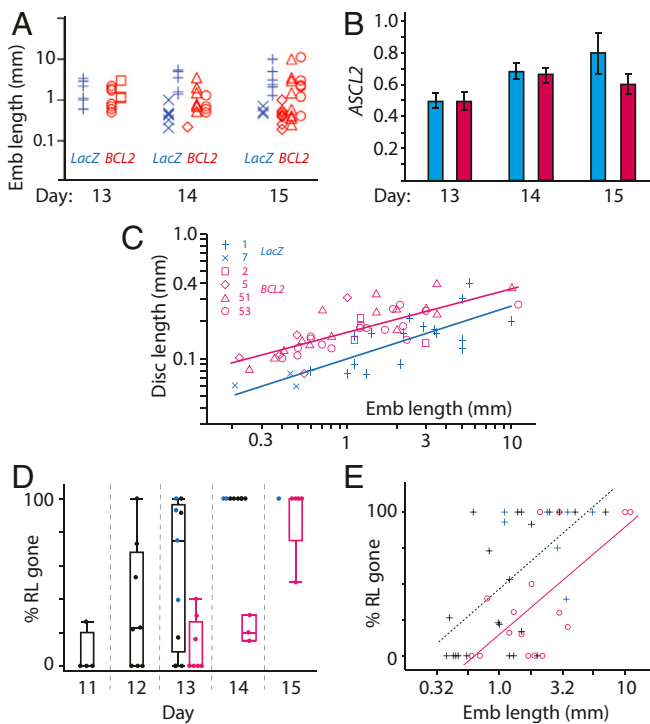 A
Emb length (mm)
10
1
0.1
LacZ BCL2 LacZ BCL2 LacZ BCL2
Day: 13 14 15
B
ASCL2
1.0
0.8
0.6
0.4
0.2
Day: 13 14 15
C
Disc length (mm)
1.0
0.4
0.1
1 LacZ
7
2
5 BCL2
51
53
Emb length (mm)
0.3 1 3 10
D
% RL gone
100
0
11 12 13 14 15
Day
E
% RL gone
100
0
0.32 1.0 3.2 10
Emb length (mm)